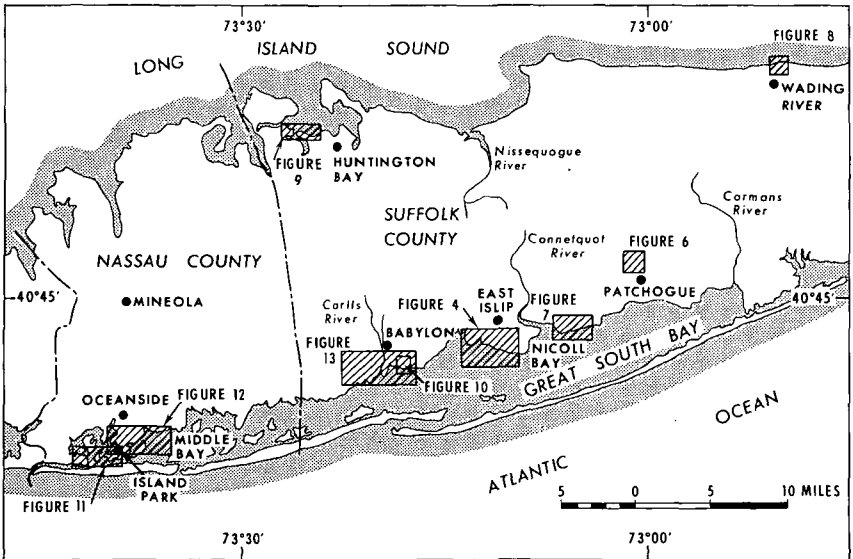 73°30'
73°00'
FIGURE 8
LONG ISLAND SOUND
WADING
RIVER
FIGURE
9
HUNTINGTON
BAY
Nissequogue
River
SUFFOLK
COUNTY
Carmans
River
Connetquot
River
FIGURE 6
NASSAU COUNTY
PATCHOGUE
40°45'
MINEOLA
40°45'
Carlls
River
FIGURE 4
EAST
ISLIP
FIGURE
7
BABYLON
FIGURE
13
NICOLL
BAY
GREAT SOUTH BAY
FIGURE 10
OCEANSIDE
FIGURE 12
MIDDLE
BAY
ISLAND
PARK
FIGURE 11
ATLANTIC
OCEAN
5 0 5 10 MILES
73°30'
73°00'